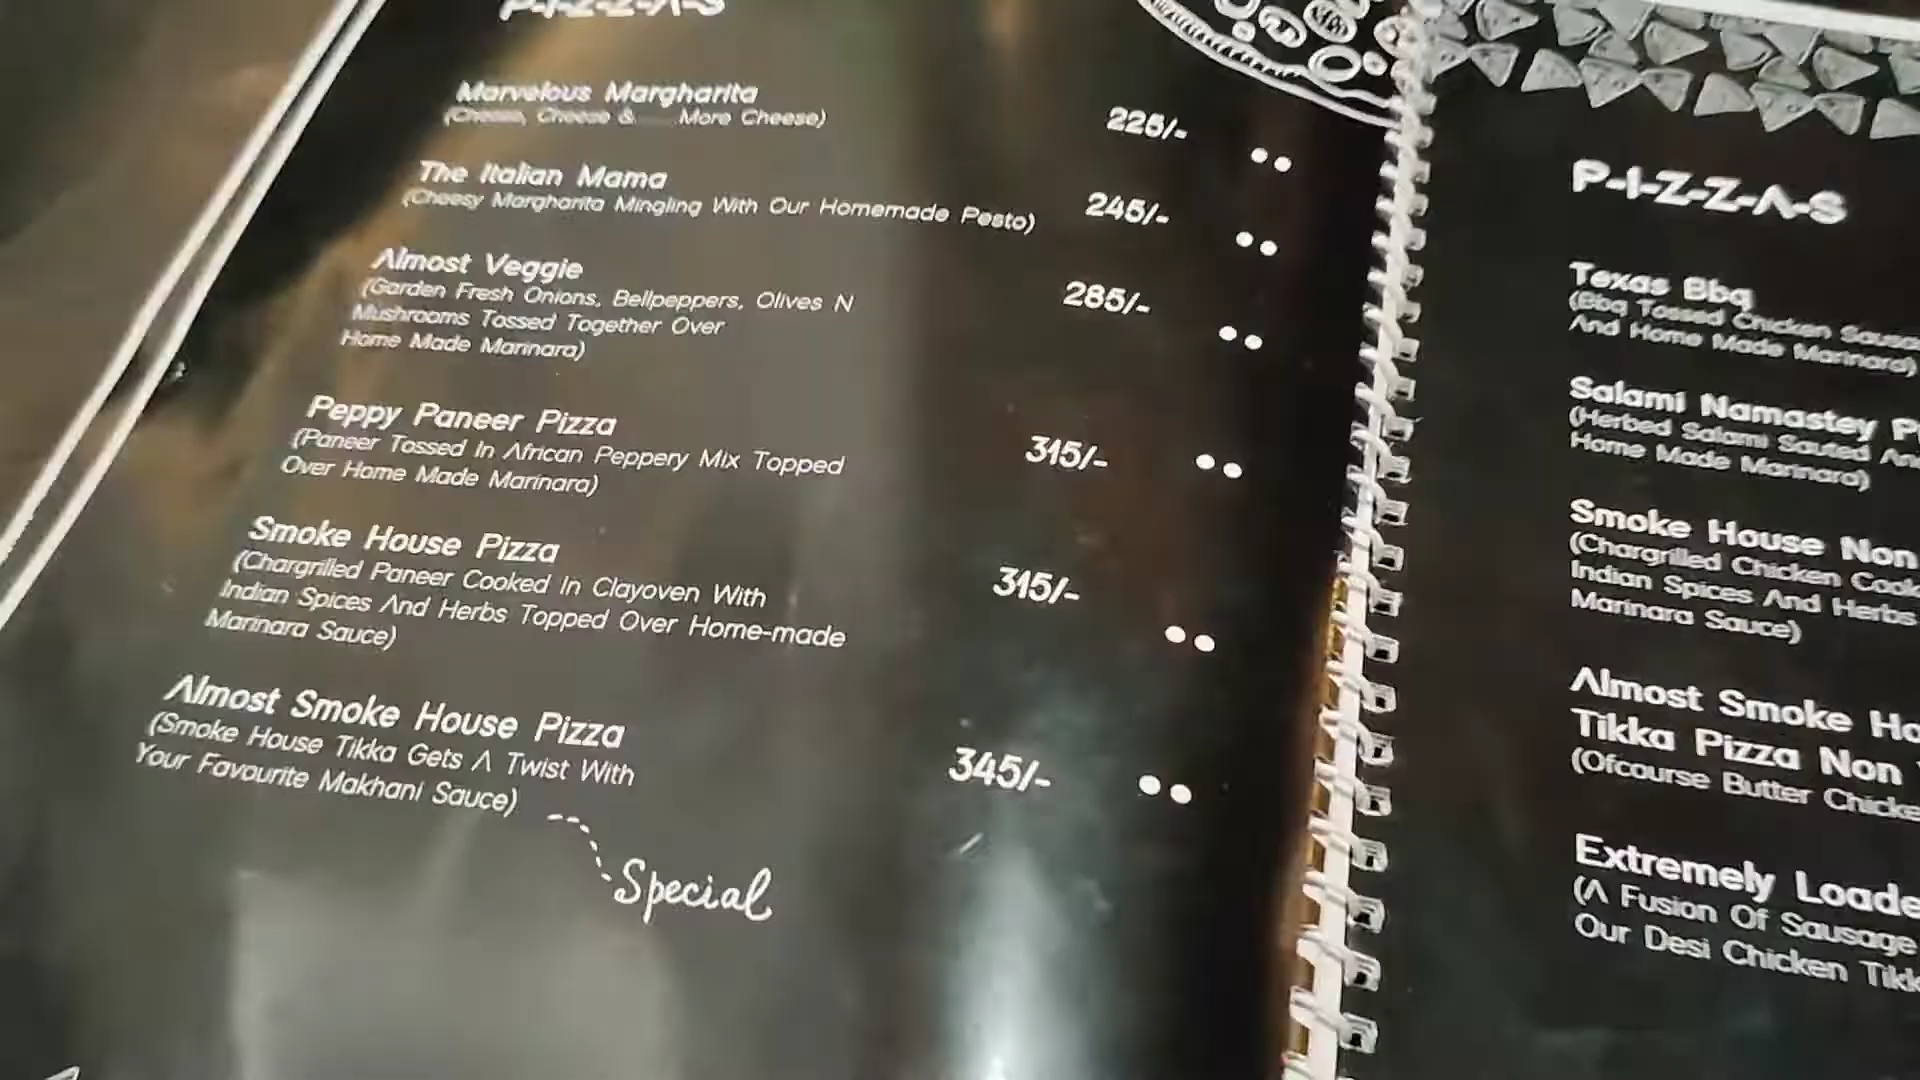 P-I-Z-Z-A-S
Marvelous Margharita
(Cheese, Cheese & More Cheese)
225/-
The Italian Mama
(Cheesy Margharita Mingling With Our Homemade Pesto)
245/-
Almost Veggie
(Garden Fresh Onions, Bellpeppers, Olives N
Mushrooms Tossed Together Over
Home Made Marinara)
285/-
Peppy Paneer Pizza
(Paneer Tossed In African Peppery Mix Topped
Over Home Made Marinara)
315/-
Smoke House Pizza
(Chargrilled Paneer Cooked In Clayoven With
Indian Spices And Herbs Topped Over Home-made
Marinara Sauce)
315/-
Almost Smoke House Pizza
(Smoke House Tikka Gets A Twist With
Your Favourite Makhani Sauce)
345/-
Special
P-I-Z-Z-A-S
Texas Bbq
(Bbq Tossed Chicken
And Home Made Marinara)
Salami Namastey
(Herbed Salami Sauted
Home Made Marinara)
Smoke House Non
(Chargrilled Chicken
Indian Spices And Herbs
Marinara Sauce)
Almost Smoke
Tikka Pizza Non
(Ofcourse Butter
Extremely
(A Fusion Of Sausage
Our Desi Chicken